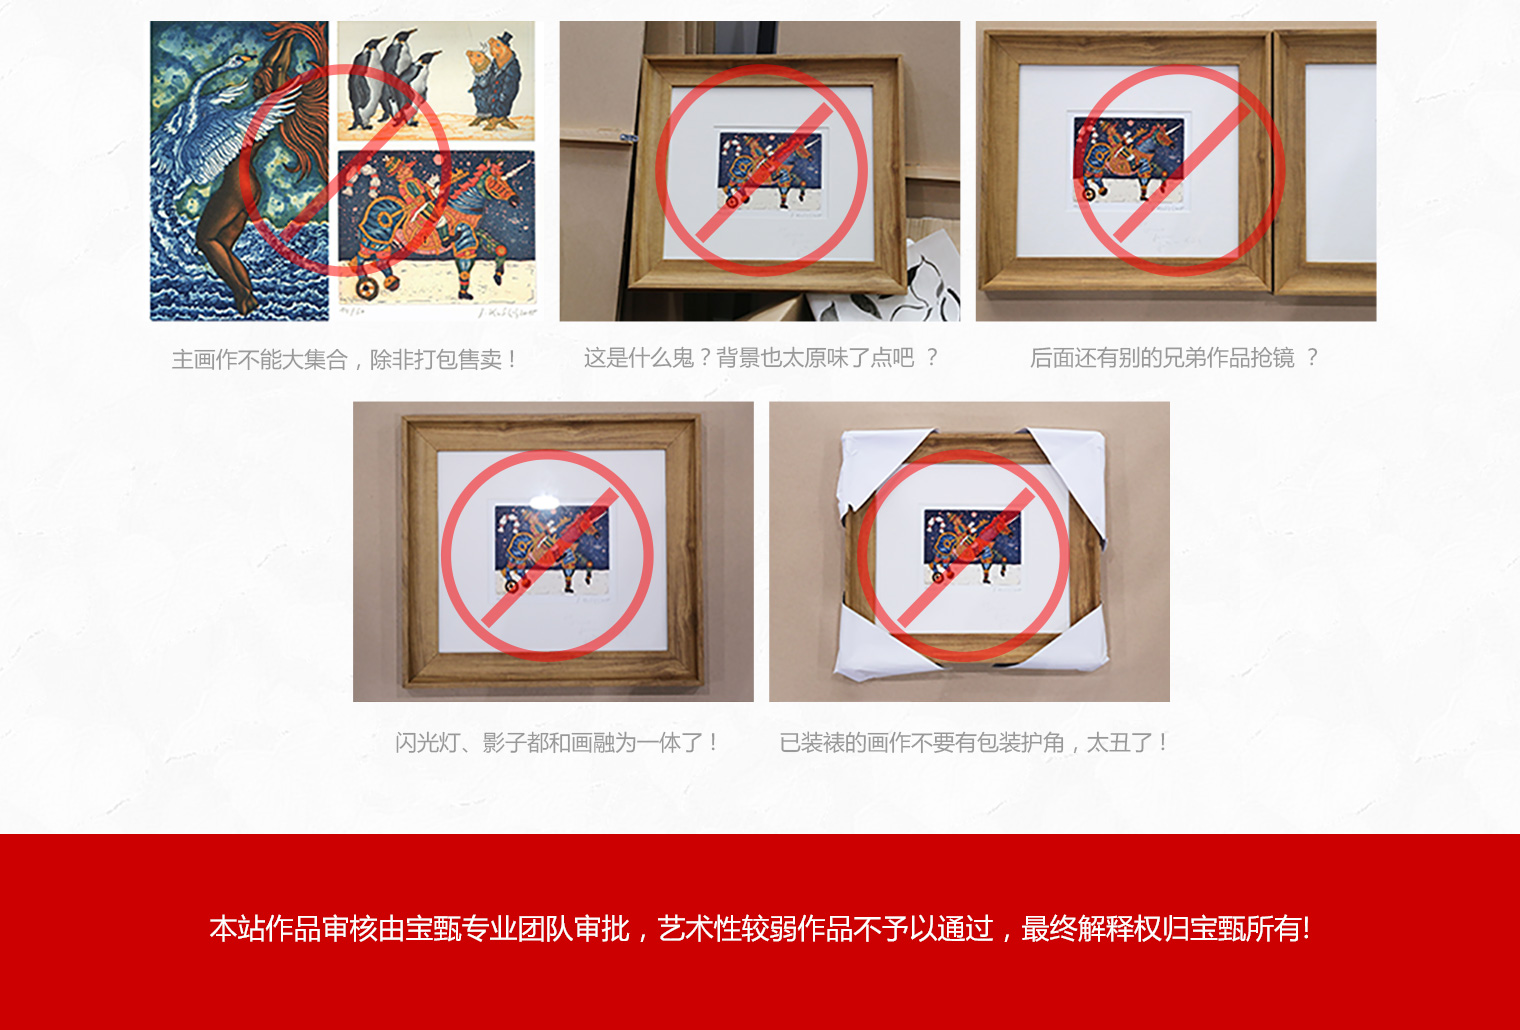 主画作不能大集合，除非打包售卖！
这是什么鬼？背景也太原味了点吧 ？
后面还有别的兄弟作品抢镜 ？
闪光灯、影子都和画融为一体了！
已装裱的画作不要有包装护角，太丑了！
本站作品审核由宝甄专业团队审批，艺术性较弱作品不予以通过，最终解释权归宝甄所有!